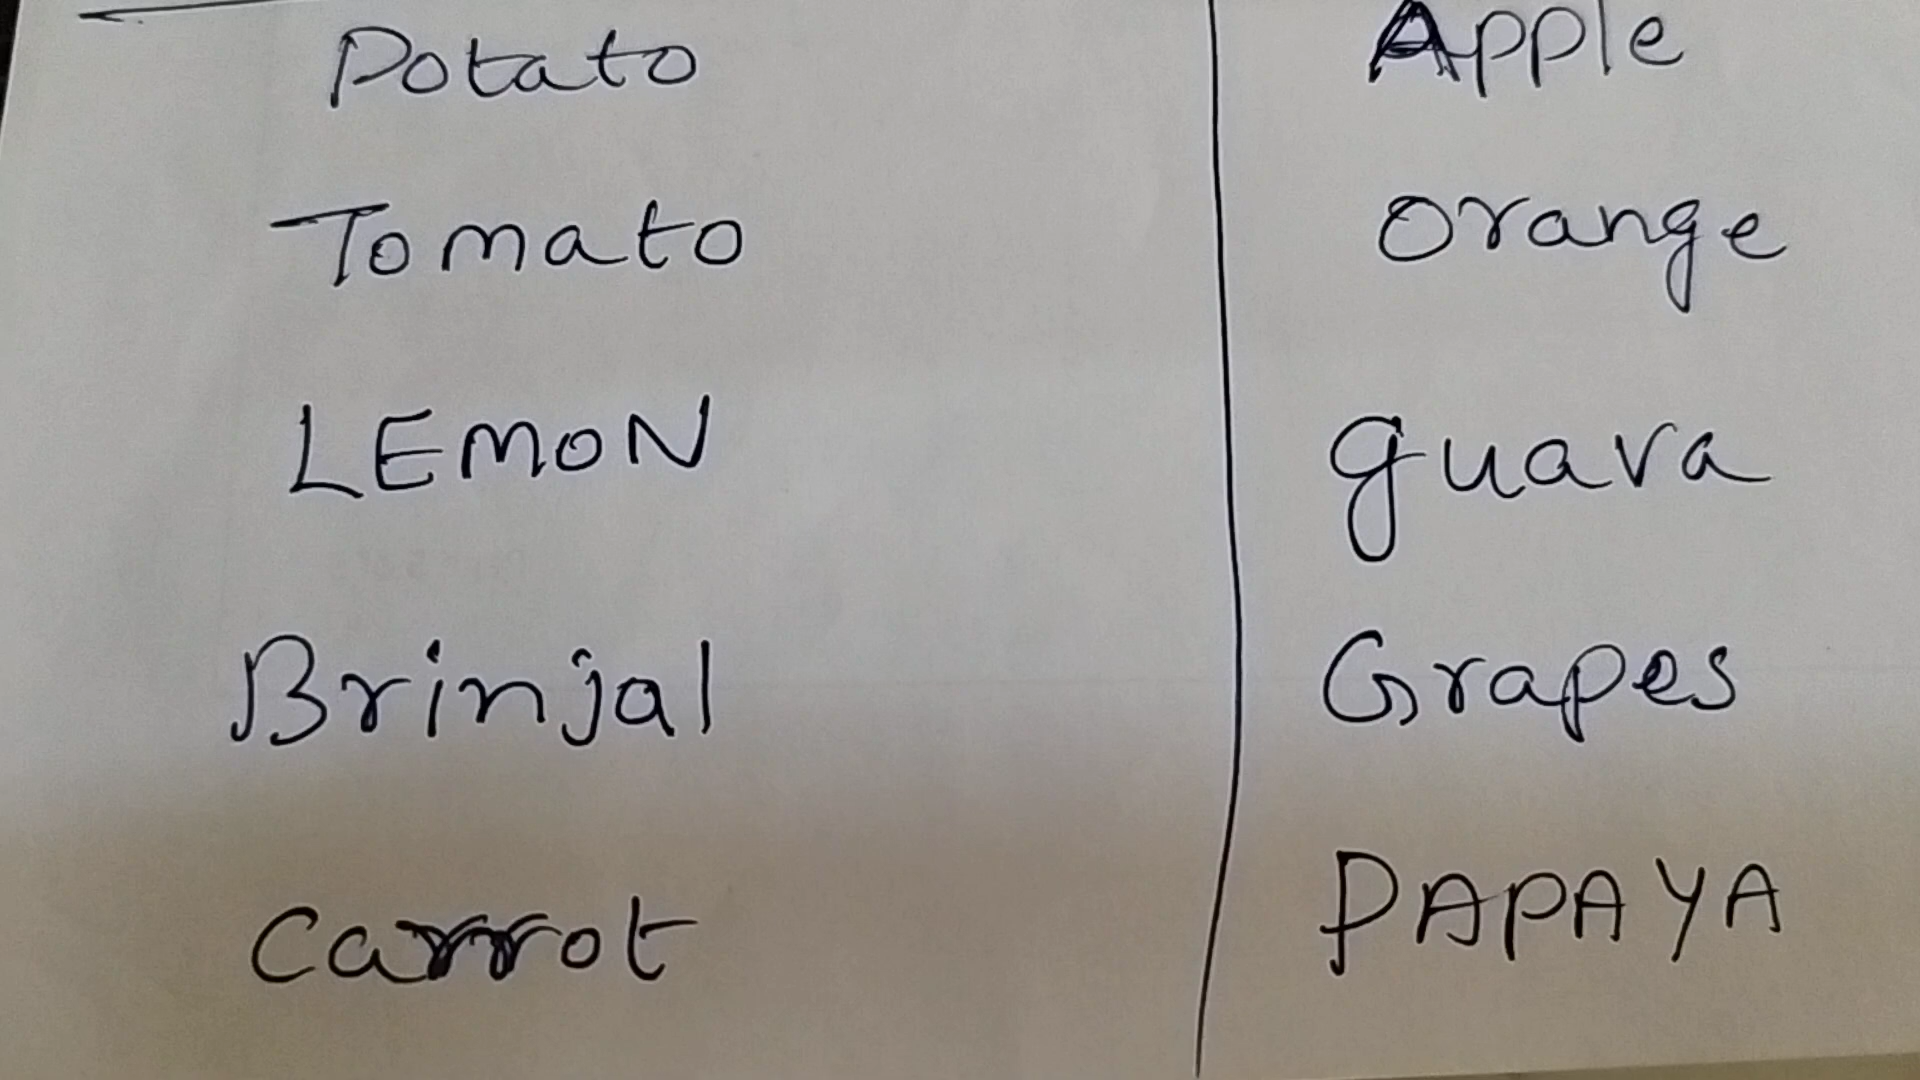 Potato Apple
Tomato Orange
LEMON guava
Brinjal Grapes
Carrot PAPAYA